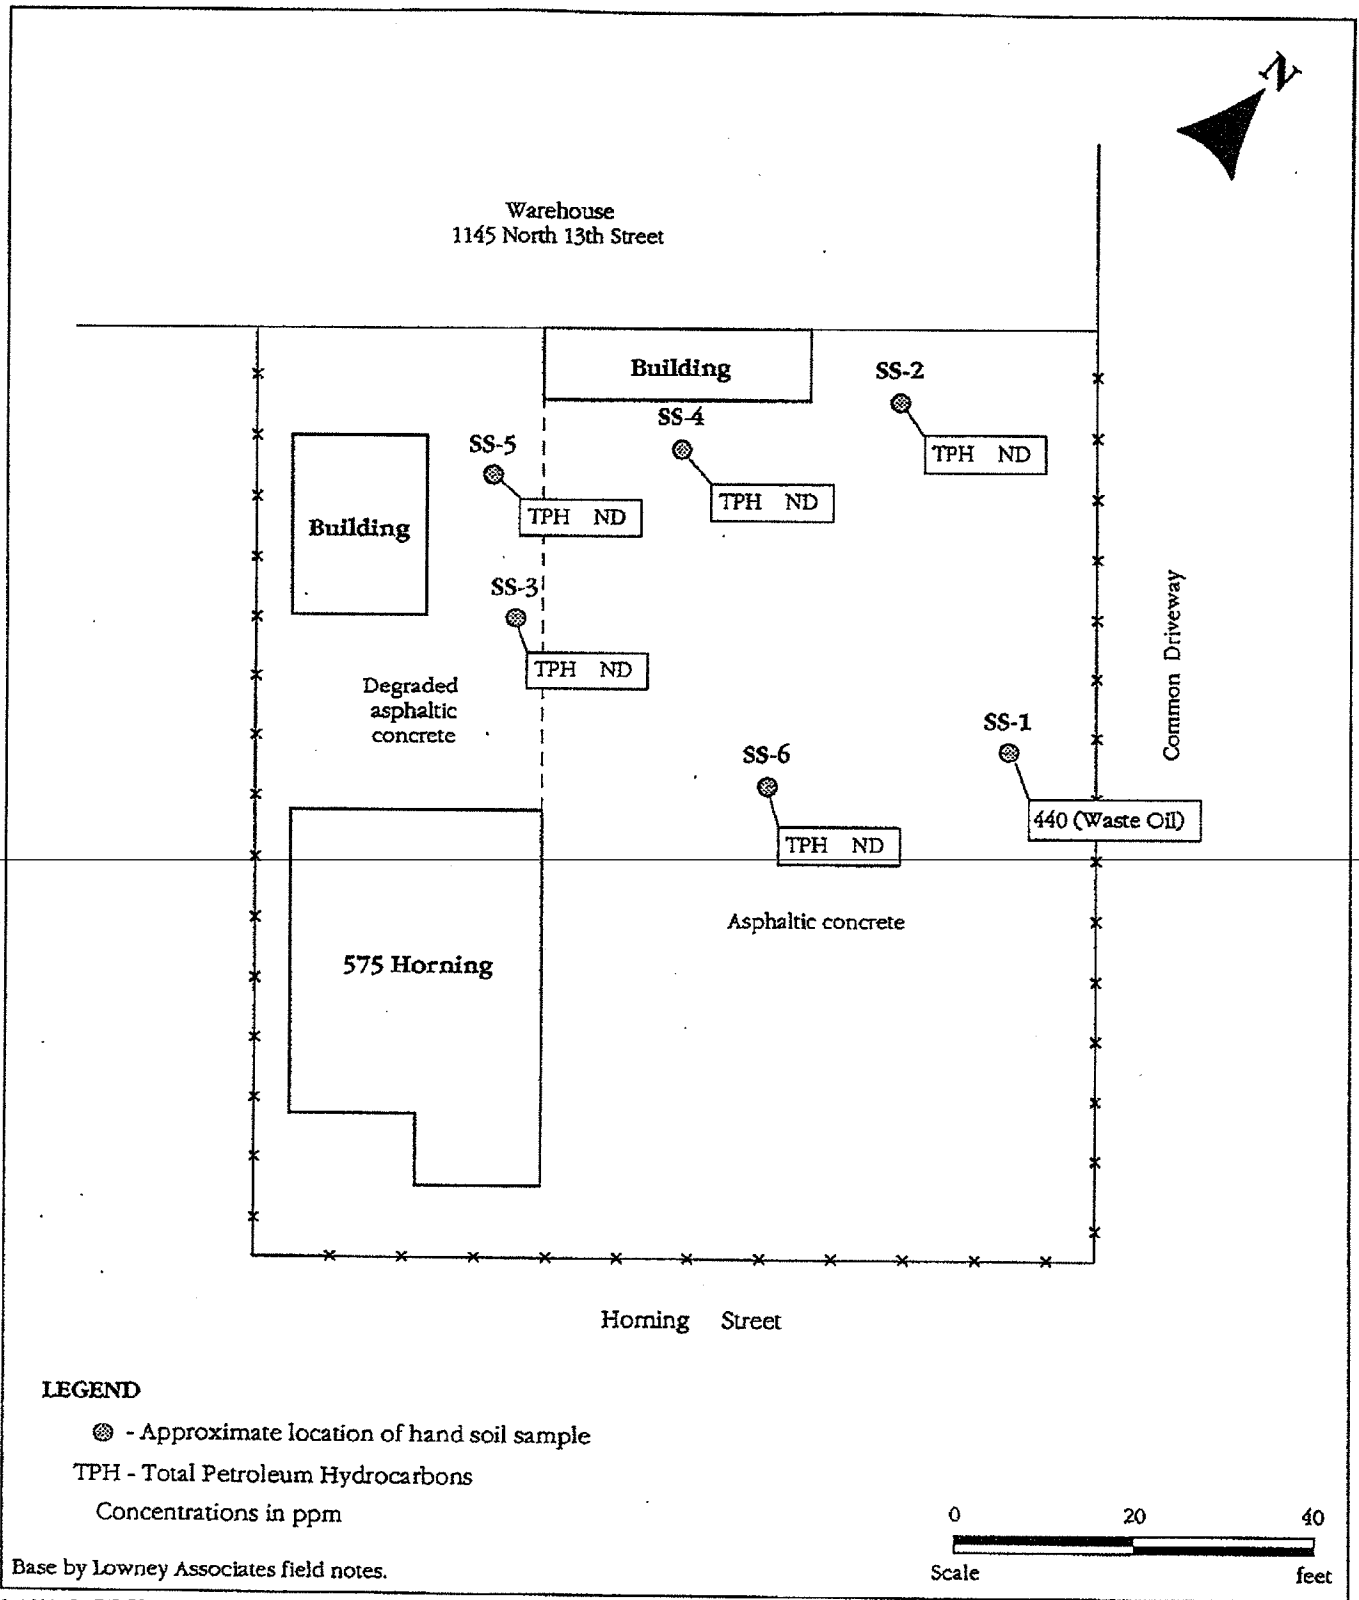 N
Warehouse
1145 North 13th Street
Building
SS-2
TPH ND
SS-4
TPH ND
SS-5
TPH ND
Building
SS-3
TPH ND
Degraded
asphaltic
concrete
Common Driveway
SS-1
440 (Waste Oil)
SS-6
TPH ND
Asphaltic concrete
575 Horning
Horning Street
LEGEND
- Approximate location of hand soil sample
TPH - Total Petroleum Hydrocarbons
Concentrations in ppm
0 20 40
Scale feet
Base by Lowney Associates field notes.